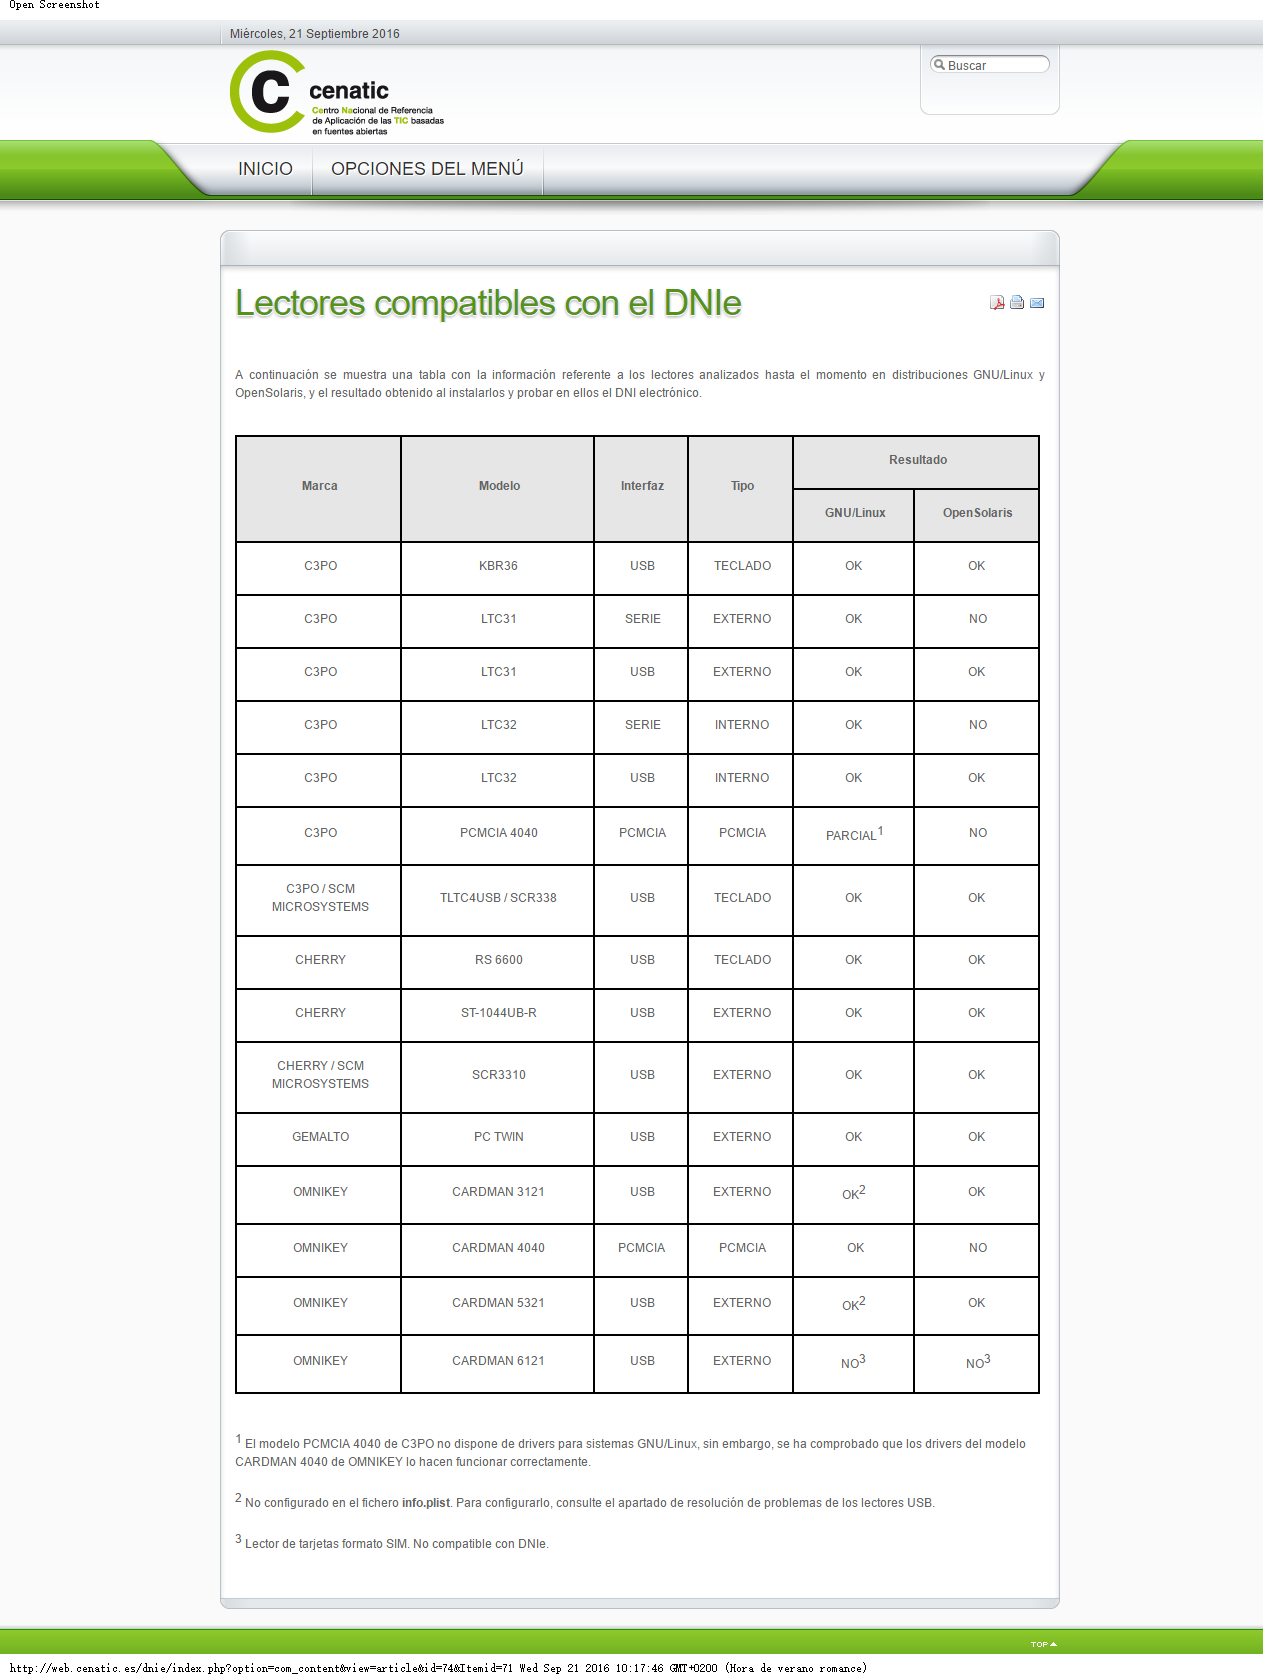 Open Screenshot
Miércoles, 21 Septiembre 2016
cenatic
Centro Nacional de Referencia
de Aplicación de las TIC basadas
en fuentes abiertas
Buscar
INICIO OPCIONES DEL MENÚ
Lectores compatibles con el DNIe
A continuación se muestra una tabla con la información referente a los lectores analizados hasta el momento en distribuciones GNU/Linux y
OpenSolaris, y el resultado obtenido al instalarlos y probar en ellos el DNI electrónico.
Marca Modelo Interfaz Tipo Resultado
GNU/Linux OpenSolaris
C3PO KBR36 USB TECLADO OK OK
C3PO LTC31 SERIE EXTERNO OK NO
C3PO LTC31 USB EXTERNO OK OK
C3PO LTC32 SERIE INTERNO OK NO
C3PO LTC32 USB INTERNO OK OK
C3PO PCMCIA 4040 PCMCIA PCMCIA PARCIAL1 NO
C3PO / SCM
MICROSYSTEMS TLTC4USB / SCR338 USB TECLADO OK OK
CHERRY RS 6600 USB TECLADO OK OK
CHERRY ST-1044UB-R USB EXTERNO OK OK
CHERRY / SCM
MICROSYSTEMS SCR3310 USB EXTERNO OK OK
GEMALTO PC TWIN USB EXTERNO OK OK
OMNIKEY CARDMAN 3121 USB EXTERNO OK2 OK
OMNIKEY CARDMAN 4040 PCMCIA PCMCIA OK NO
OMNIKEY CARDMAN 5321 USB EXTERNO OK2 OK
OMNIKEY CARDMAN 6121 USB EXTERNO NO3 NO3
1 El modelo PCMCIA 4040 de C3PO no dispone de drivers para sistemas GNU/Linux, sin embargo, se ha comprobado que los drivers del modelo
CARDMAN 4040 de OMNIKEY lo hacen funcionar correctamente.
2 No configurado en el fichero info.plist. Para configurarlo, consulte el apartado de resolución de problemas de los lectores USB.
3 Lector de tarjetas formato SIM. No compatible con DNIe.
TOP
http://web.cenatic.es/dnie/index.php?option=com_content&view=article&id=74&Itemid=71 Wed Sep 21 2016 10:17:46 GMT+0200 (Hora de verano romance)